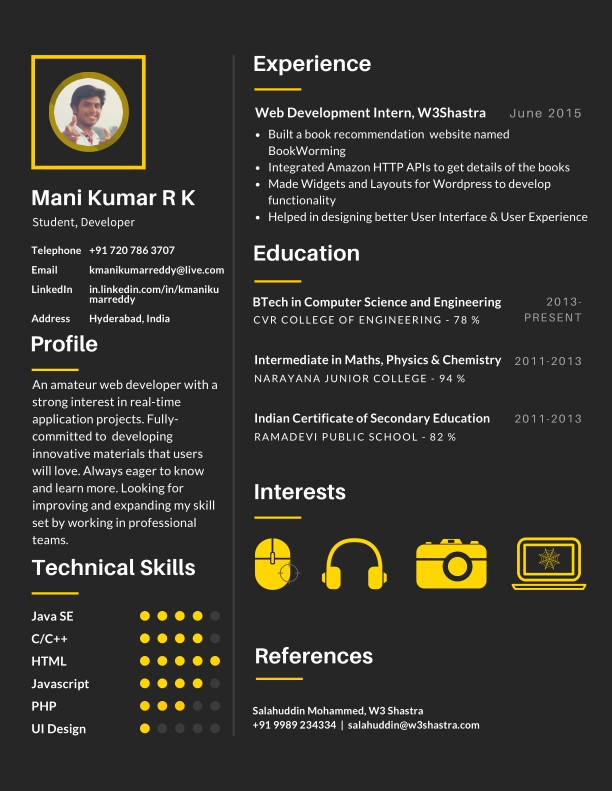 Mani Kumar R K
Student, Developer
Telephone +91 720 786 3707
Email kmanikumarreddy@live.com
LinkedIn in.linkedin.com/in/kmaniku
marreddy
Address Hyderabad, India
Profile
An amateur web developer with a
strong interest in real-time
application projects. Fully-
committed to developing
innovative materials that users
will love. Always eager to know
and learn more. Looking for
improving and expanding my skill
set by working in professional
teams.
Technical Skills
Java SE
C/C++
HTML
Javascript
PHP
UI Design
Experience
Web Development Intern, W3Shastra June 2015
• Built a book recommendation website named
BookWorming
• Integrated Amazon HTTP APIs to get details of the books
• Made Widgets and Layouts for Wordpress to develop
functionality
• Helped in designing better User Interface & User Experience
Education
BTech in Computer Science and Engineering 2013-
CVR COLLEGE OF ENGINEERING - 78 % PRESENT
Intermediate in Maths, Physics & Chemistry 2011-2013
NARAYANA JUNIOR COLLEGE - 94 %
Indian Certificate of Secondary Education 2011-2013
RAMADEVI PUBLIC SCHOOL - 82 %
Interests
References
Salahuddin Mohammed, W3 Shastra
+91 9989 234334 | salahuddin@w3shastra.com